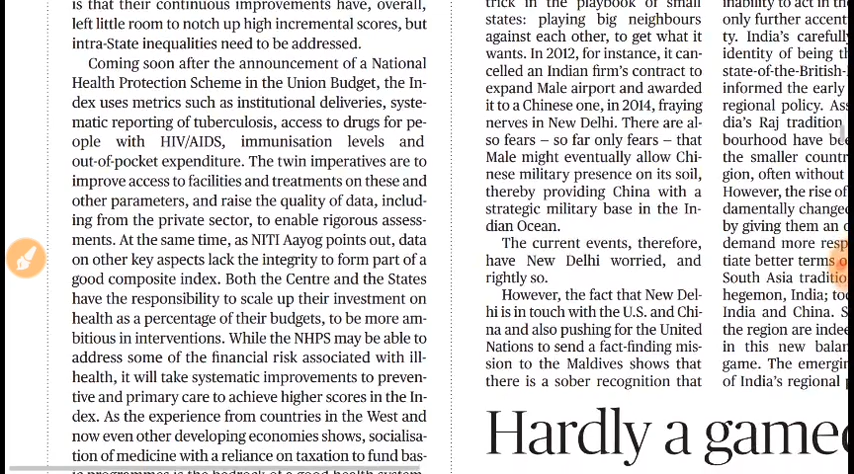 is that their continuous improvements have, overall,
left little room to notch up high incremental scores, but
intra-State inequalities need to be addressed.
Coming soon after the announcement of a National
Health Protection Scheme in the Union Budget, the In-
dex uses metrics such as institutional deliveries, syste-
matic reporting of tuberculosis, access to drugs for pe-
ople with HIV/AIDS, immunisation levels and
out-of-pocket expenditure. The twin imperatives are to
improve access to facilities and treatments on these and
other parameters, and raise the quality of data, includ-
ing from the private sector, to enable rigorous assess-
ments. At the same time, as NITI Aayog points out, data
on other key aspects lack the integrity to form part of a
good composite index. Both the Centre and the States
have the responsibility to scale up their investment on
health as a percentage of their budgets, to be more am-
bitious in interventions. While the NHPS may be able to
address some of the financial risk associated with ill-
health, it will take systematic improvements to preven-
tive and primary care to achieve higher scores in the In-
dex. As the experience from countries in the West and
now even other developing economies shows, socialisa-
tion of medicine with a reliance on taxation to fund bas-
ic programmes is the bedrock of a good health system.
trick in the playbook of small
states: playing big neighbours
against each other, to get what it
wants. In 2012, for instance, it can-
celled an Indian firm's contract to
expand Male airport and awarded
it to a Chinese one, in 2014, fraying
nerves in New Delhi. There are al-
so fears – so far only fears – that
Male might eventually allow Chi-
nese military presence on its soil,
thereby providing China with a
strategic military base in the In-
dian Ocean.
The current events, therefore,
have New Delhi worried, and
rightly so.
However, the fact that New Del-
hi is in touch with the U.S. and Chi-
na and also pushing for the United
Nations to send a fact-finding mis-
sion to the Maldives shows that
there is a sober recognition that
inability to act in
only further accent
ty. India's carefull
identity of being
state-of-the-British-
informed the early
regional policy.
dia's Raj tradition
bourhood have
the smaller countr
gion, often without
However, the rise of
damentally change
by giving them an
demand more resp
tiate better terms
South Asia traditio
hegemon, India;
India and China.
the region are inde
in this new balan
game. The emergin
of India's regional
Hardly a game